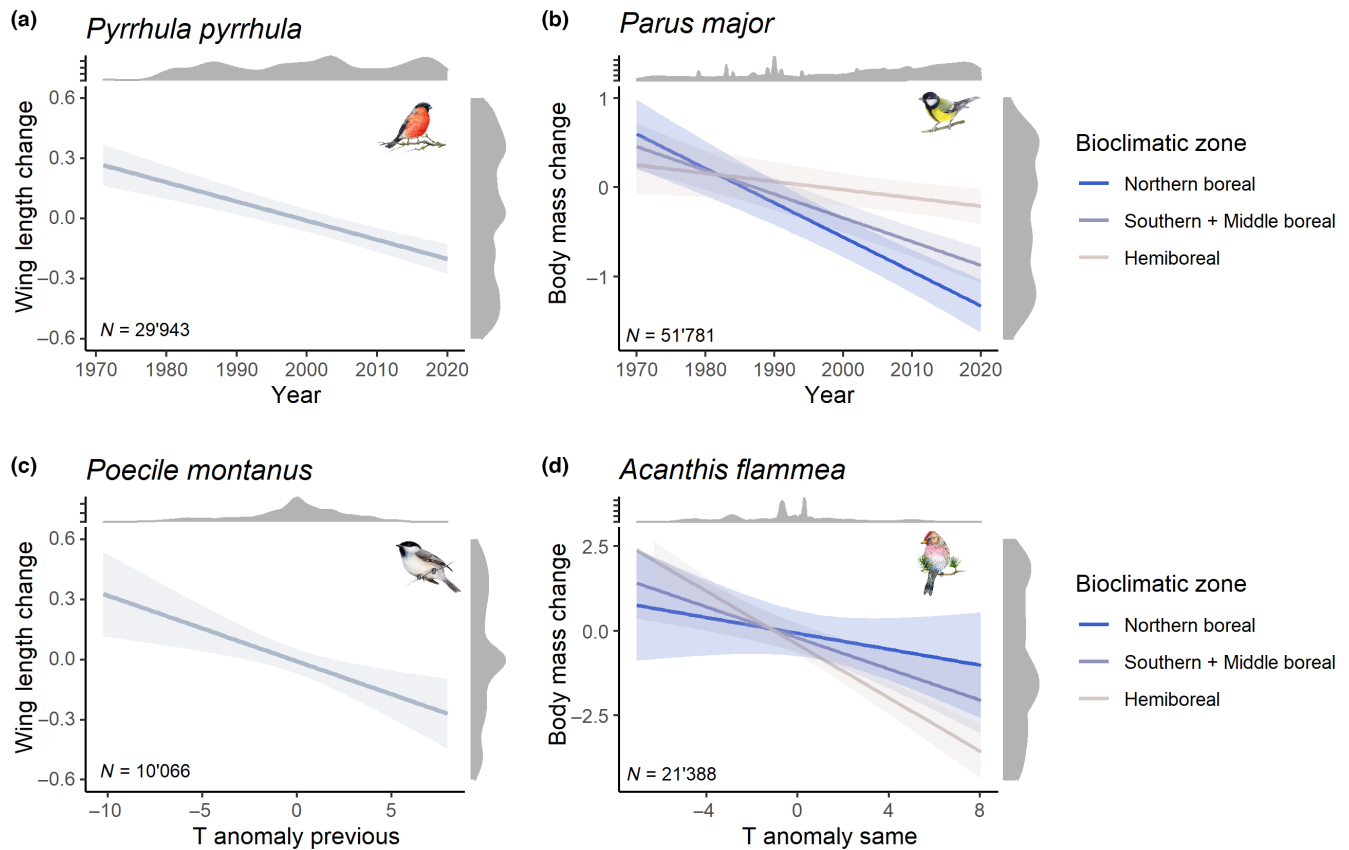 (a)
Pyrrhula pyrrhula
Wing length change
0.6
0.3
0.0
−0.3
−0.6
N = 29'943
1970 1980 1990 2000 2010 2020
Year
(b)
Parus major
Body mass change
1
0
−1
N = 51'781
1970 1980 1990 2000 2010 2020
Year
Bioclimatic zone
Northern boreal
Southern + Middle boreal
Hemiboreal
(c)
Poecile montanus
Wing length change
0.6
0.3
0.0
−0.3
−0.6
N = 10'066
−10 −5 0 5
T anomaly previous
(d)
Acanthis flammea
Body mass change
2.5
0.0
−2.5
N = 21'388
−4 0 4 8
T anomaly same
Bioclimatic zone
Northern boreal
Southern + Middle boreal
Hemiboreal